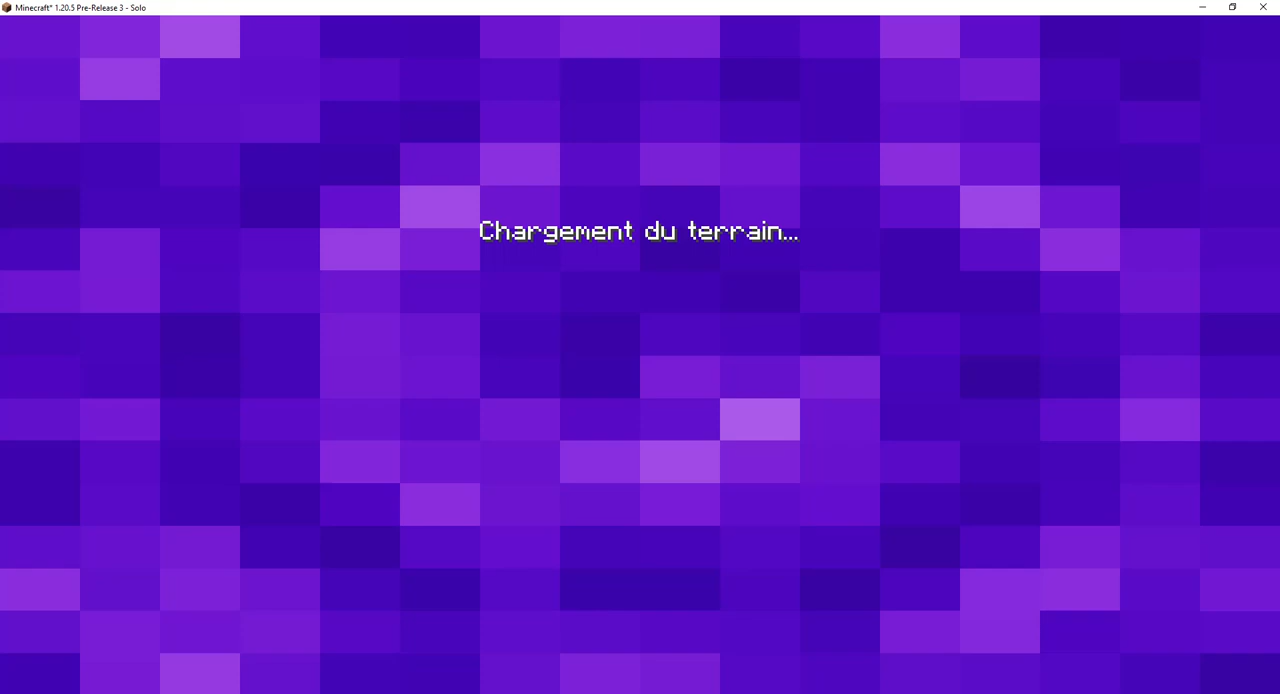 Minecraft* 1.20.5 Pre-Release 3 - Solo
Chargement du terrain...